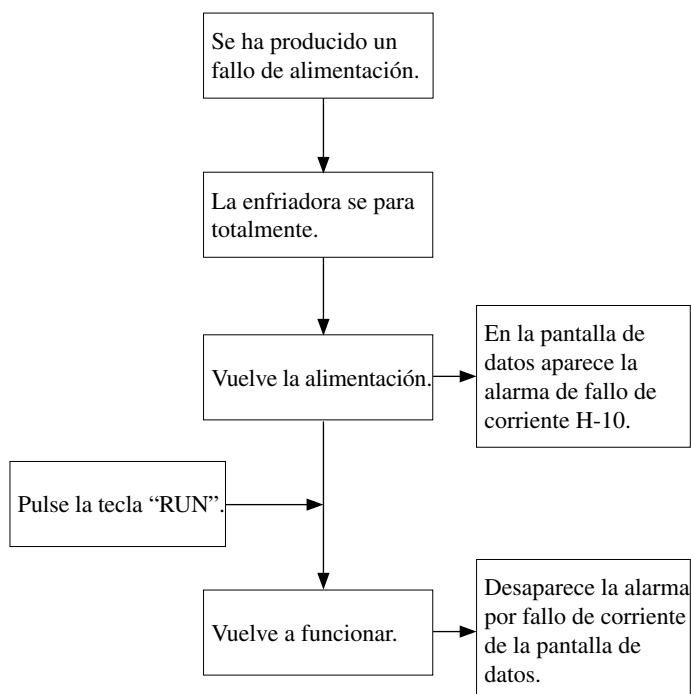 Se ha producido un
fallo de alimentación.
La enfriadora se para
totalmente.
Vuelve la alimentación.
En la pantalla de
datos aparece la
alarma de fallo de
corriente H-10.
Pulse la tecla “RUN”.
Vuelve a funcionar.
Desaparece la alarma
por fallo de corriente
de la pantalla de
datos.